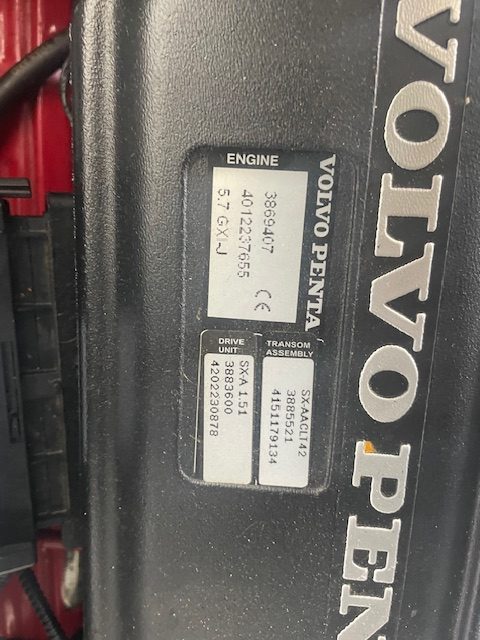 VOLVO PEN
VOLVO PENTA
ENGINE
3869407
4012237655
5.7 GXI-J
CE
TRANSOM
ASSEMBLY
SX-AACLT42
3885521
4151179134
DRIVE
UNIT
SX-A 1.51
3883600
4202230878